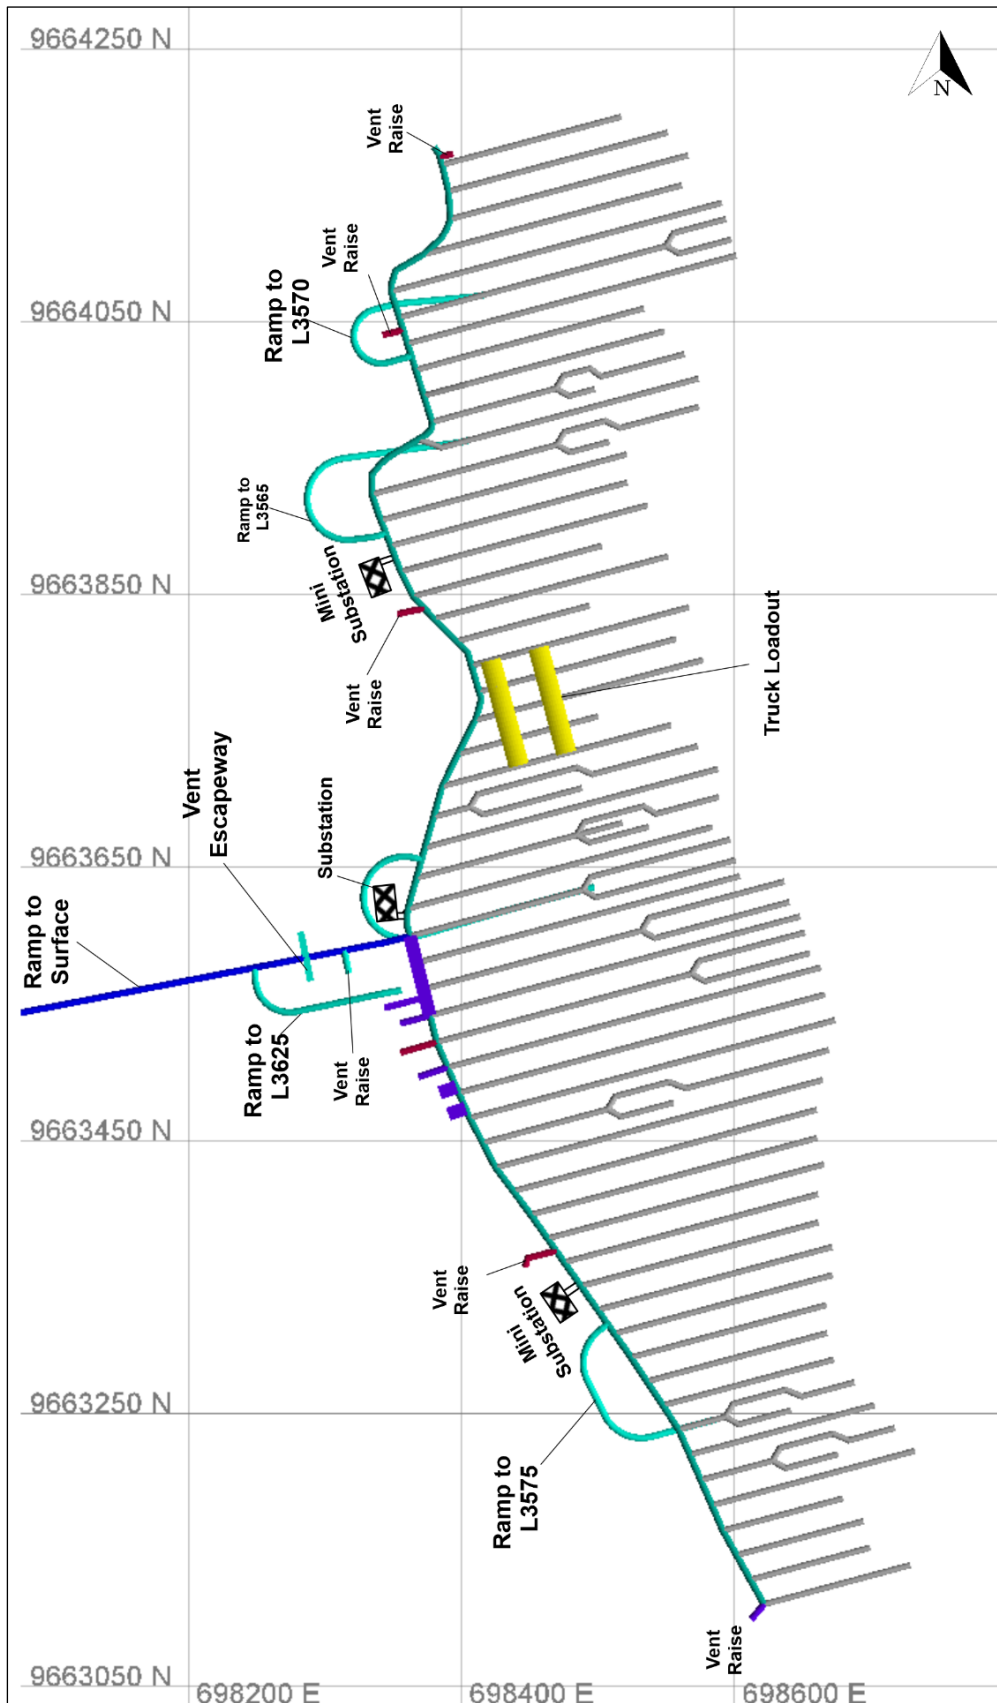 9664250 N
N
Vent
Raise
Vent
Raise
Ramp to
L3570
9664050 N
Ramp to
L3565
Mini
Substation
9663850 N
Vent
Raise
Truck Loadout
Vent
Escapeway
Substation
9663650 N
Ramp to
Surface
Ramp to
L3625
Vent
Raise
9663450 N
Vent
Raise
Mini
Substation
9663250 N
Ramp to
L3575
Vent
Raise
9663050 N
698200 E
698400 E
698600 E